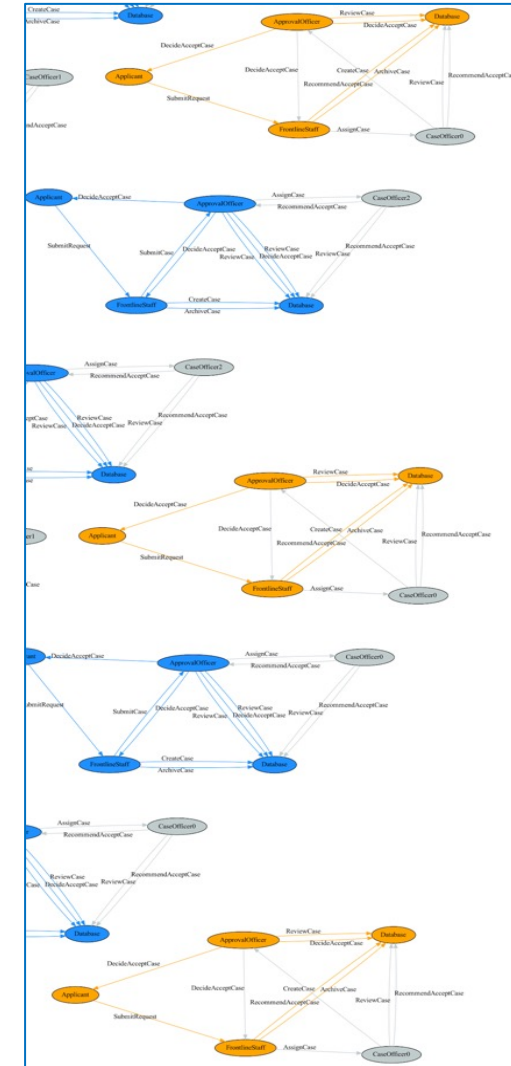 CreateCase
Database
ArchiveCase
ApprovalOfficer
ReviewCase
Database
DecideAcceptCase
DecideAcceptCase
CaseOfficer1
Applicant
DecideAcceptCase
CreateCase
ArchiveCase
RecommendAcceptCase
ReviewCase
RecommendAcceptCase
SubmitRequest
FrontlineStaff
AssignCase
CaseOfficer0
Applicant
DecideAcceptCase
ApprovalOfficer
AssignCase
RecommendAcceptCase
CaseOfficer2
SubmitRequest
SubmitCase
DecideAcceptCase
ReviewCase
ReviewCase
DecideAcceptCase
RecommendAcceptCase
ReviewCase
FrontlineStaff
CreateCase
ArchiveCase
Database
AssignCase
RecommendAcceptCase
CaseOfficer2
ReviewCase
DecideAcceptCase
ReviewCase
RecommendAcceptCase
ReviewCase
Database
ApprovalOfficer
ReviewCase
DecideAcceptCase
Database
DecideAcceptCase
Applicant
DecideAcceptCase
CreateCase
ArchiveCase
RecommendAcceptCase
ReviewCase
RecommendAcceptCase
SubmitRequest
FrontlineStaff
AssignCase
CaseOfficer0
DecideAcceptCase
ApprovalOfficer
AssignCase
RecommendAcceptCase
CaseOfficer0
SubmitCase
DecideAcceptCase
ReviewCase
ReviewCase
DecideAcceptCase
ReviewCase
RecommendAcceptCase
FrontlineStaff
CreateCase
ArchiveCase
Database
AssignCase
RecommendAcceptCase
CaseOfficer0
ReviewCase
DecideAcceptCase
ReviewCase
RecommendAcceptCase
Database
ApprovalOfficer
ReviewCase
DecideAcceptCase
Database
DecideAcceptCase
Applicant
DecideAcceptCase
CreateCase
ArchiveCase
RecommendAcceptCase
ReviewCase
RecommendAcceptCase
SubmitRequest
FrontlineStaff
AssignCase
CaseOfficer0